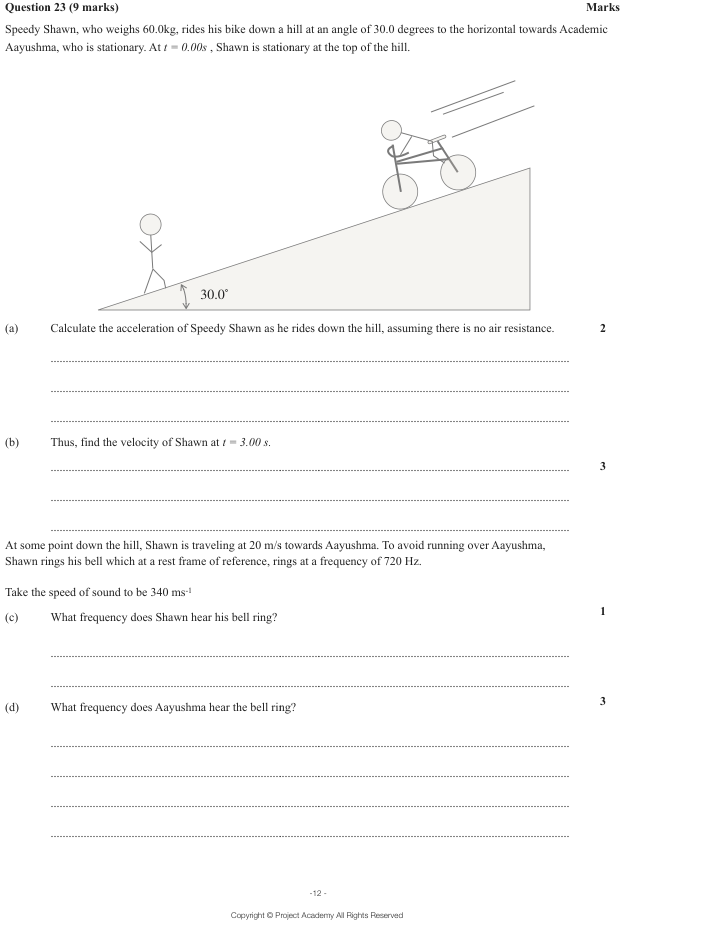 Question 23 (9 marks) Marks
Speedy Shawn, who weighs 60.0kg, rides his bike down a hill at an angle of 30.0 degrees to the horizontal towards Academic
Aayushma, who is stationary. At t = 0.00s , Shawn is stationary at the top of the hill.
30.0°
(a) Calculate the acceleration of Speedy Shawn as he rides down the hill, assuming there is no air resistance. 2
(b) Thus, find the velocity of Shawn at t = 3.00 s.
3
At some point down the hill, Shawn is traveling at 20 m/s towards Aayushma. To avoid running over Aayushma,
Shawn rings his bell which at a rest frame of reference, rings at a frequency of 720 Hz.
Take the speed of sound to be 340 ms⁻¹
(c) What frequency does Shawn hear his bell ring? 1
(d) What frequency does Aayushma hear the bell ring? 3
-12 -
Copyright © Project Academy All Rights Reserved